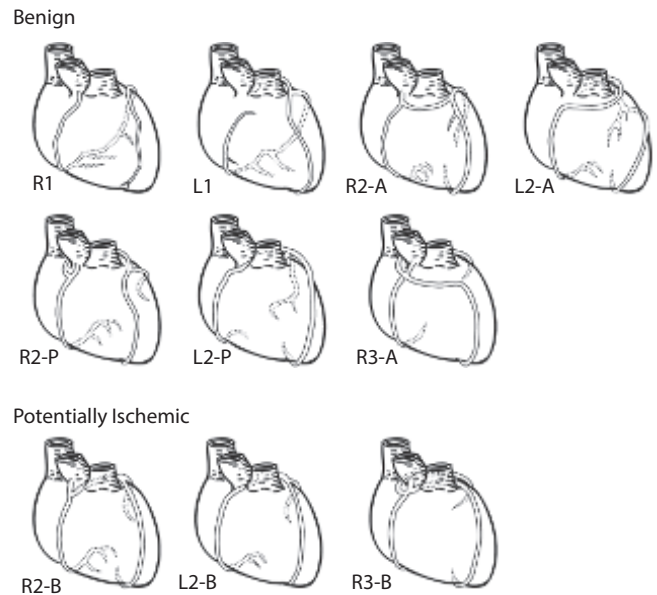 Benign
R1
L1
R2-A
L2-A
R2-P
L2-P
R3-A
Potentially Ischemic
R2-B
L2-B
R3-B